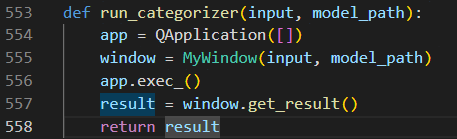 553 def run_categorizer(input, model_path):
554     app = QApplication([])
555     window = MyWindow(input, model_path)
556     app.exec_()
557     result = window.get_result()
558     return result